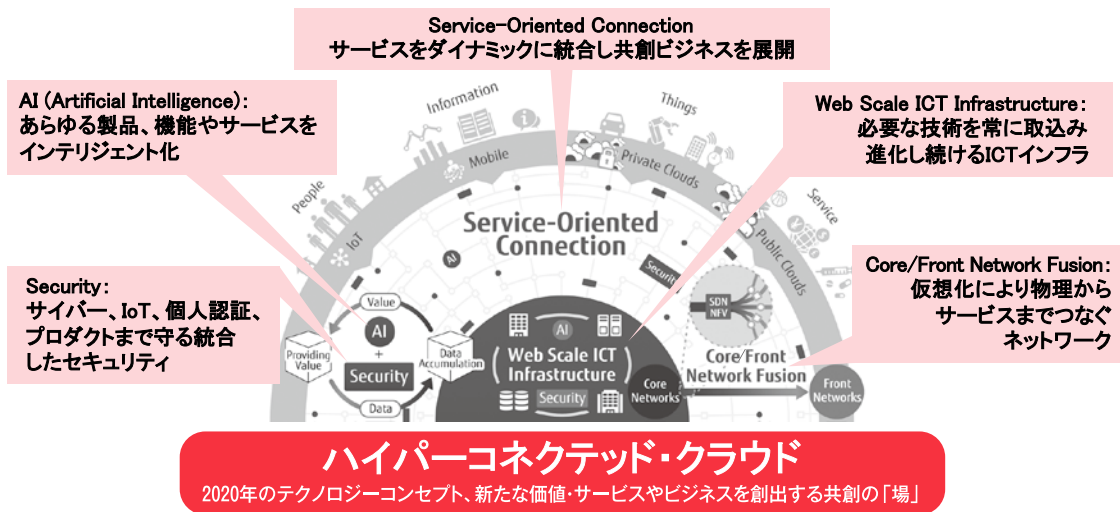 Service-Oriented Connection
サービスをダイナミックに統合し共創ビジネスを展開
AI (Artificial Intelligence):
あらゆる製品、機能やサービスを
インテリジェント化
Web Scale ICT Infrastructure:
必要な技術を常に取込み
進化し続けるICTインフラ
Security:
サイバー、IoT、個人認証、
プロダクトまで守る統合
したセキュリティ
Core/Front Network Fusion:
仮想化により物理から
サービスまでつなぐ
ネットワーク
People
Information
Things
Service
IoT
Mobile
Private Clouds
Public Clouds
Service-Oriented
Connection
AI
Security
Value
AI
+
Security
Data
Providing
Value
Data
Accumulation
AI
Web Scale ICT
Infrastructure
Security
SDN
NFV
Core/Front
Network Fusion
Core
Networks
Front
Networks
ハイパーコネクテッド・クラウド
2020年のテクノロジーコンセプト、新たな価値・サービスやビジネスを創出する共創の「場」